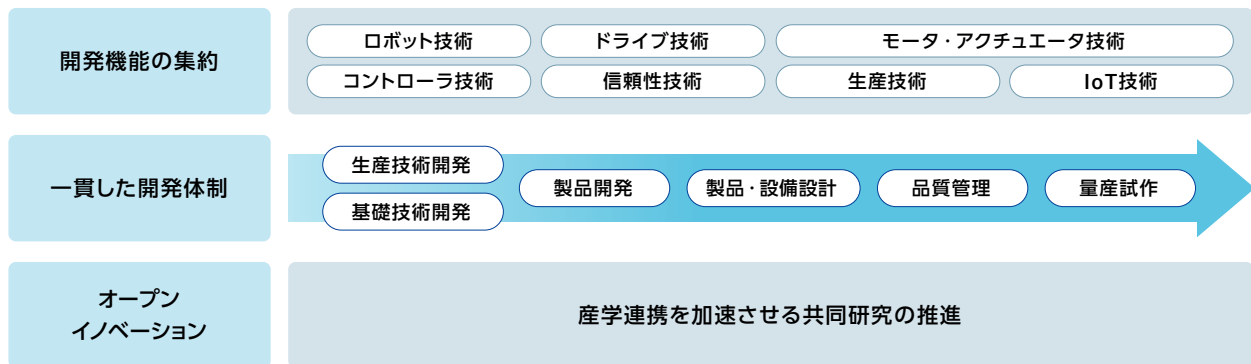 開発機能の集約
ロボット技術
ドライブ技術
モータ・アクチュエータ技術
コントローラ技術
信頼性技術
生産技術
IoT技術
一貫した開発体制
生産技術開発
基礎技術開発
製品開発
製品・設備設計
品質管理
量産試作
オープン
イノベーション
産学連携を加速させる共同研究の推進